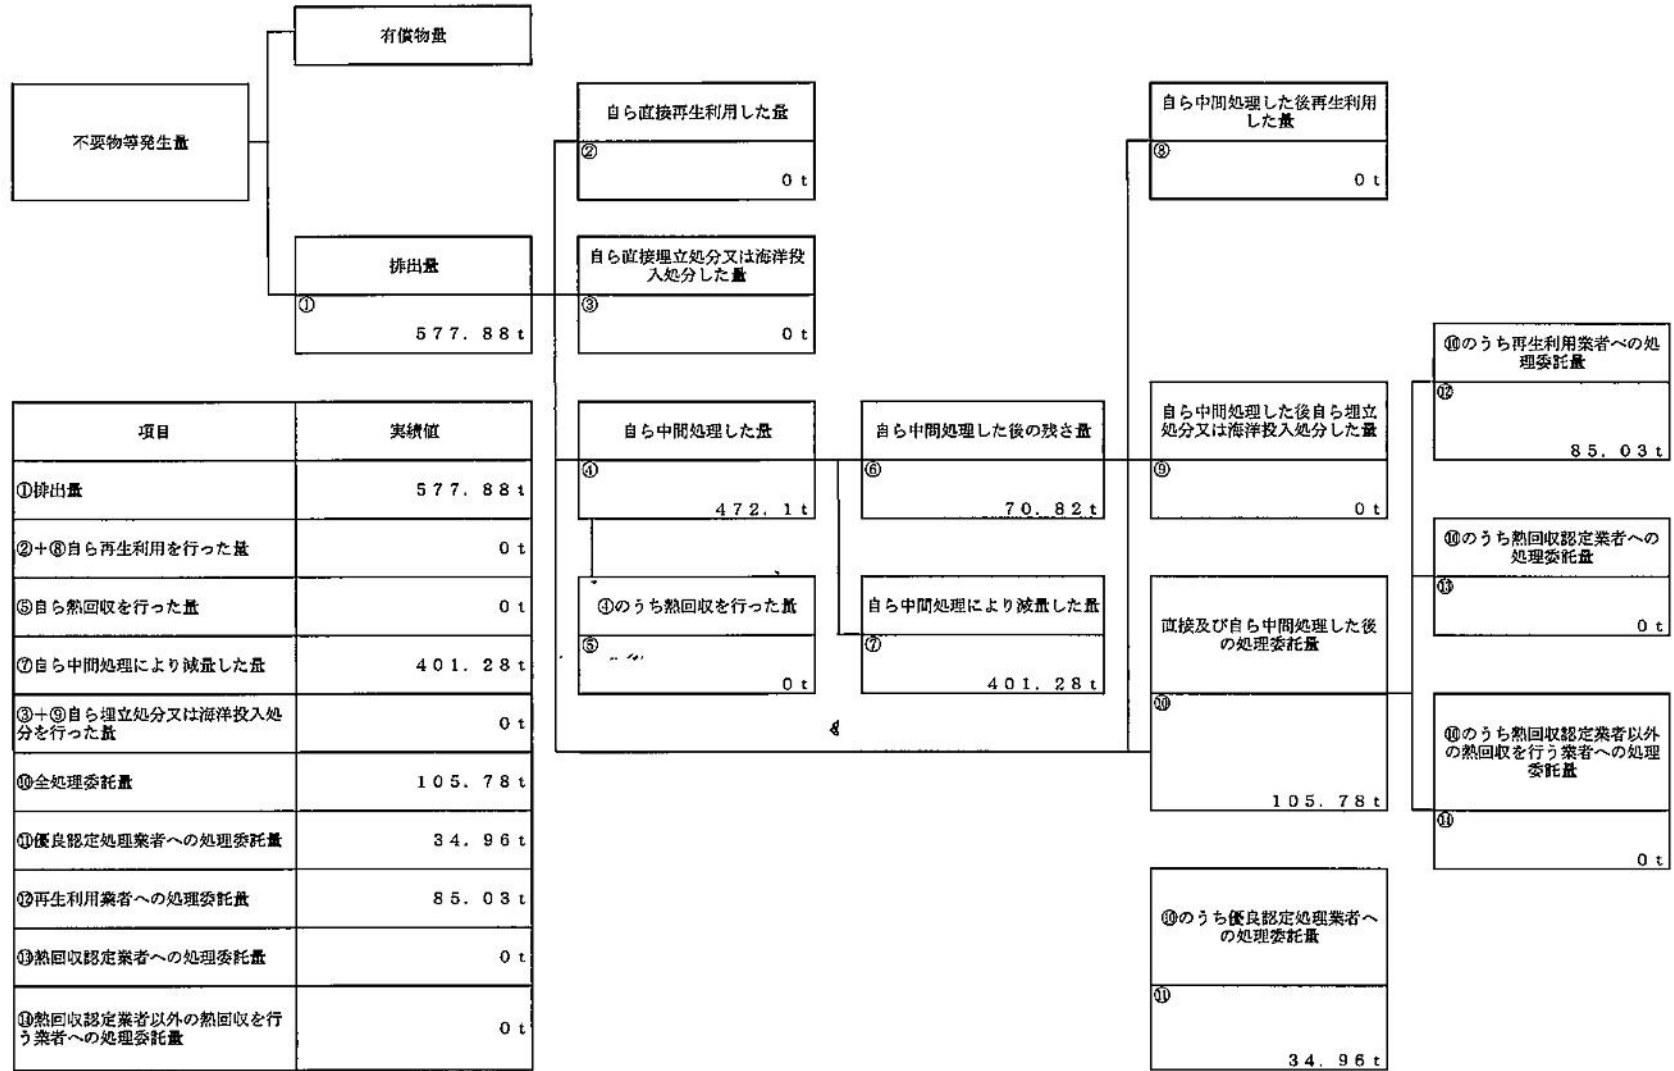 有償物量
不要物等発生量
自ら直接再生利用した量
②
0 t
自ら中間処理した後再生利用
した量
⑧
0 t
排出量
①
577.88 t
自ら直接埋立処分又は海洋投
入処分した量
③
0 t
項目
実績値
①排出量
577.88 t
②+⑧自ら再生利用を行った量
0 t
⑤自ら熱回収を行った量
0 t
⑦自ら中間処理により減量した量
401.28 t
③+⑨自ら埋立処分又は海洋投入処
分を行った量
0 t
⑩全処理委託量
105.78 t
⑪優良認定処理業者への処理委託量
34.96 t
⑫再生利用業者への処理委託量
85.03 t
⑬熱回収認定業者への処理委託量
0 t
⑭熱回収認定業者以外の熱回収を行
う業者への処理委託量
0 t
自ら中間処理した量
④
472.1 t
④のうち熱回収を行った量
⑤
0 t
自ら中間処理した後の残さ量
⑥
70.82 t
自ら中間処理により減量した量
⑦
401.28 t
自ら中間処理した後自ら埋立
処分又は海洋投入処分した量
⑨
0 t
直接及び自ら中間処理した後
の処理委託量
⑩
105.78 t
⑩のうち優良認定処理業者へ
の処理委託量
⑪
34.96 t
⑩のうち再生利用業者への処
理委託量
⑫
85.03 t
⑩のうち熱回収認定業者への
処理委託量
⑬
0 t
⑩のうち熱回収認定業者以外
の熱回収を行う業者への処理
委託量
⑭
0 t